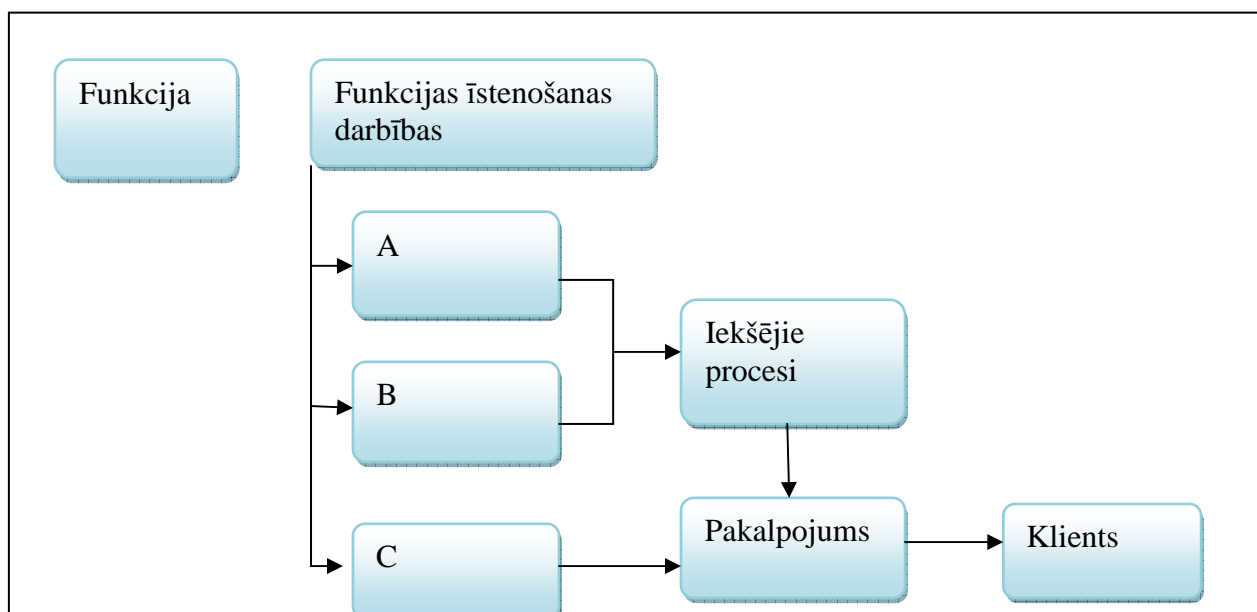 Funkcija
Funkcijas īstenošanas
darbības
A
B
C
Iekšējie
procesi
Pakalpojums
Klients